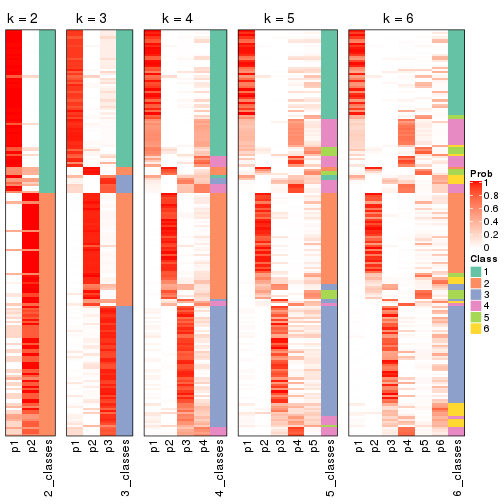 k = 2
k = 3
k = 4
k = 5
k = 6
p1
p2
2_classes
p1
p2
p3
3_classes
p1
p2
p3
p4
4_classes
p1
p2
p3
p4
p5
5_classes
p1
p2
p3
p4
p5
p6
6_classes
Prob
1
0.8
0.6
0.4
0.2
0
Class
1
2
3
4
5
6